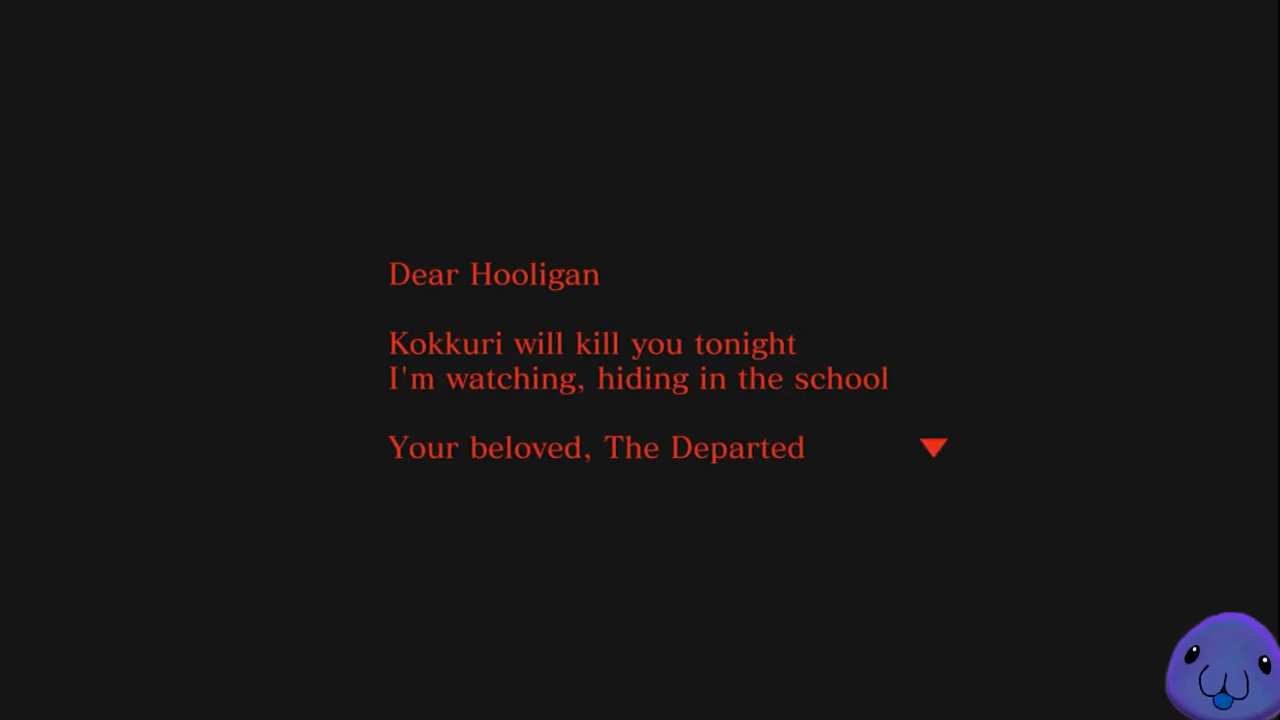 Dear Hooligan
Kokkuri will kill you tonight
I'm watching, hiding in the school
Your beloved, The Departed